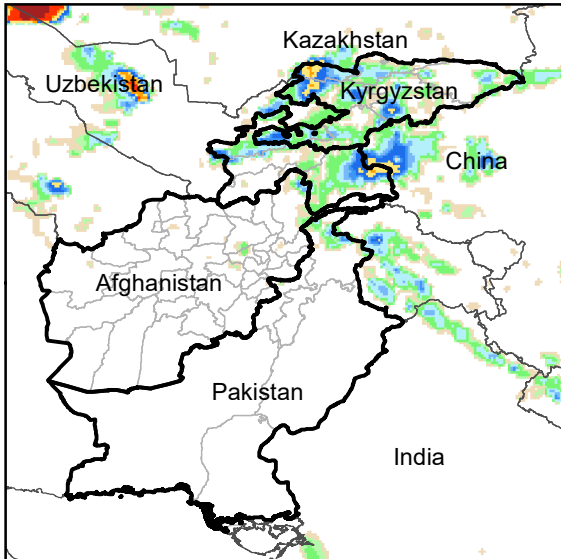 Kazakhstan
Uzbekistan
Kyrgyzstan
China
Afghanistan
Pakistan
India